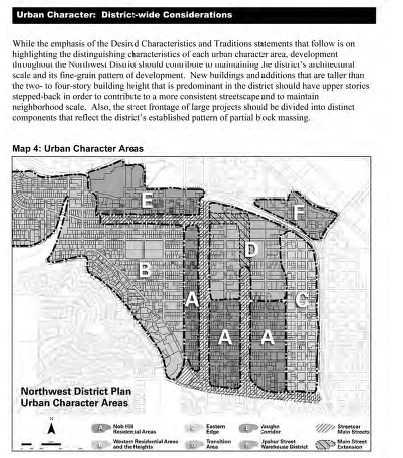 Urban Character: District-wide Considerations
While the emphasis of the Desired Characteristics and Traditions statements that follow is on
highlighting the distinguishing characteristics of each urban character area, development
throughout the Northwest District should contribute to maintaining the district's architectural
scale and its fine-grain pattern of development. New buildings and additions that are taller than
the two- to four-story building height that is predominant in the district should have upper stories
stepped-back in order to contribute to a more consistent streetscape and to maintain
neighborhood scale. Also, the street frontage of large projects should be divided into distinct
components that reflect the district's established pattern of partial block massing.
Map 4: Urban Character Areas
E
F
D
B
A
C
A
A
Northwest District Plan
Urban Character Areas
N
A Nob Hill Residential Areas
C Eastern Edge
E Vaughn Corridor
Streetcar Main Streets
B Western Residential Areas and the Heights
D Transition Area
F Upshur Street Warehouse District
Main Street Extension